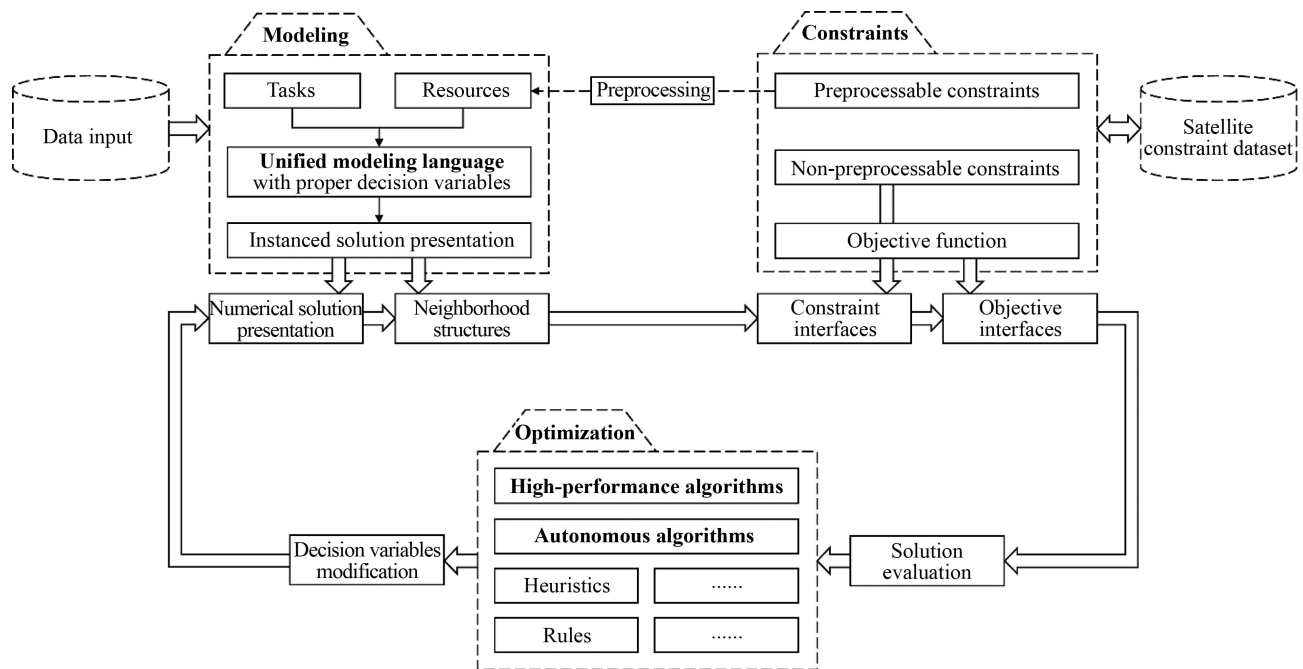 Modeling
Constraints
Data input
Tasks
Resources
Preprocessing
Preprocessable constraints
Satellite
constraint dataset
Unified modeling language
with proper decision variables
Non-preprocessable constraints
Instanced solution presentation
Objective function
Numerical solution
presentation
Neighborhood
structures
Constraint
interfaces
Objective
interfaces
Optimization
High-performance algorithms
Autonomous algorithms
Heuristics
......
Rules
......
Decision variables
modification
Solution
evaluation